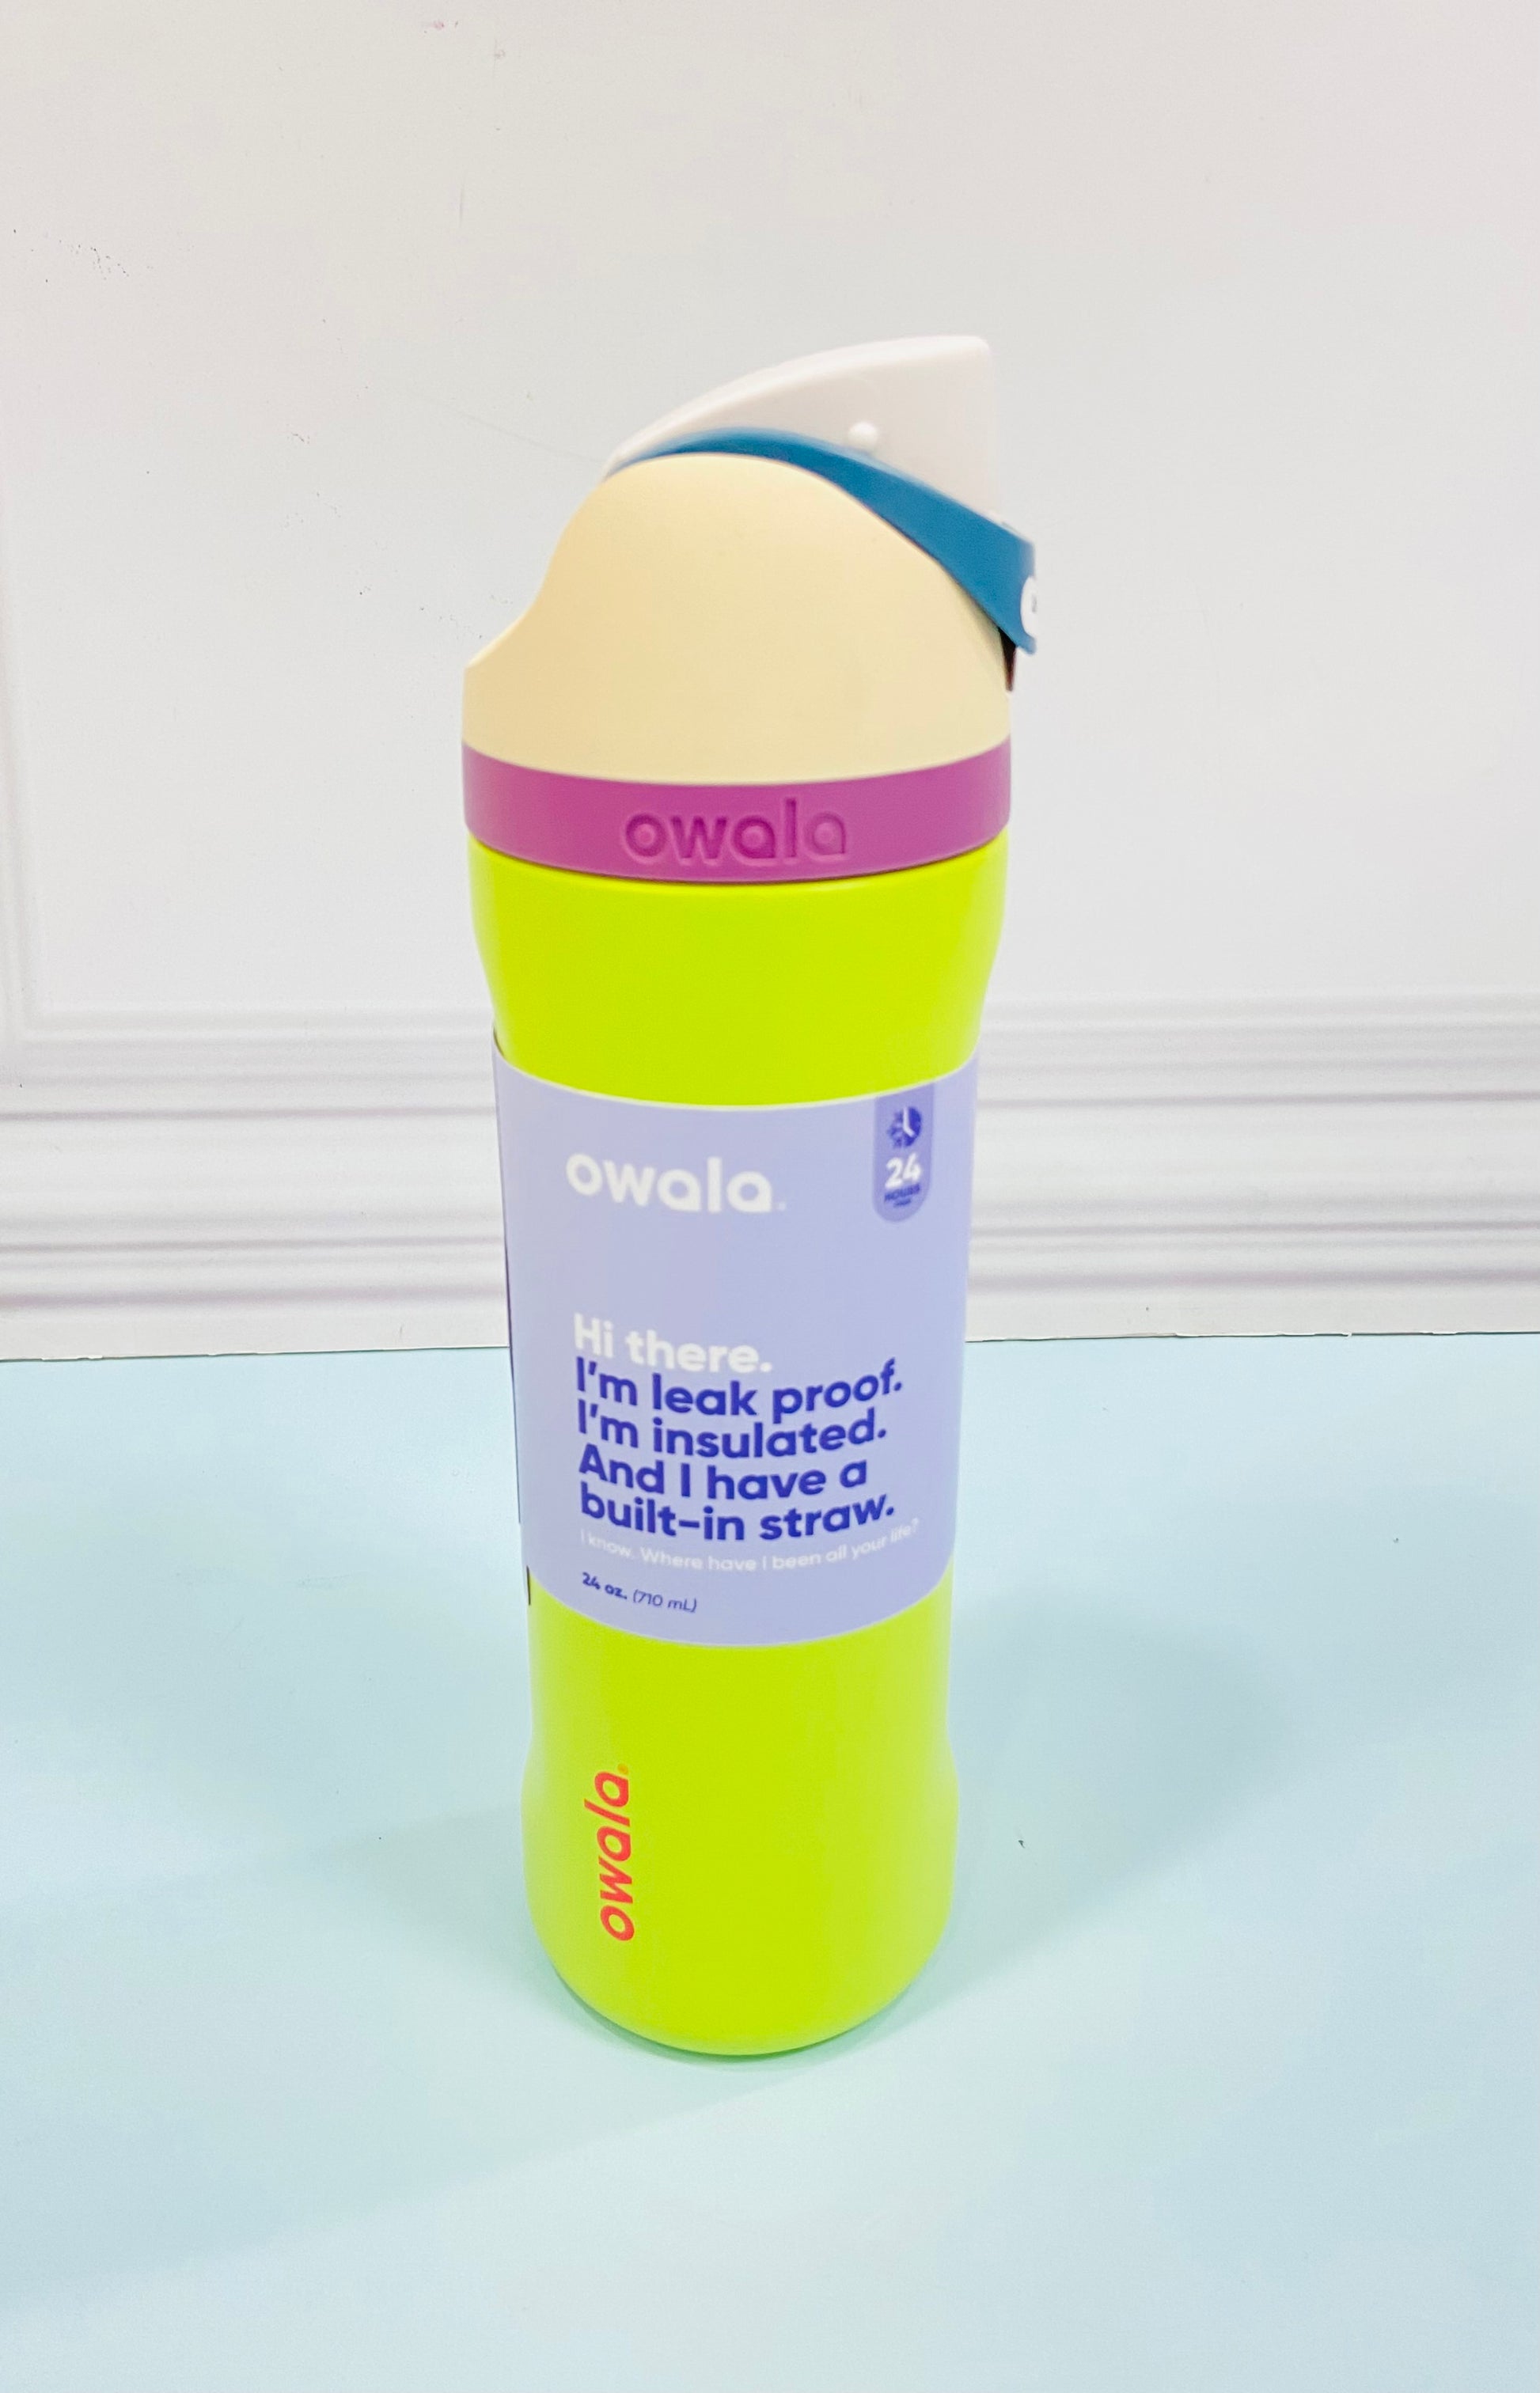 owala
owala.
24
HOURS
Hi there.
I'm leak proof.
I'm insulated.
And I have a
built-in straw.
I know. Where have I been all your life?
24 oz. (710 mL)
owala.